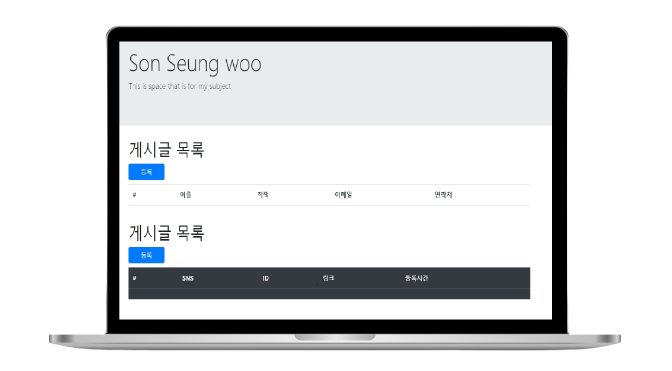 Son Seung woo
This is space that is for my subject
게시글 목록
등록
# 이름 직책 이메일 연락처
게시글 목록
등록
# SNS ID 링크 등록시간